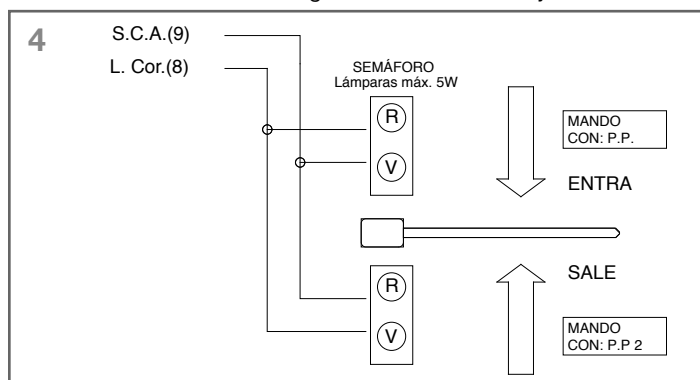 4
S.C.A.(9)
L. Cor.(8)
SEMÁFORO
Lámparas máx. 5W
R
V
MANDO
CON: P.P.
ENTRA
SALE
R
V
MANDO
CON: P.P 2